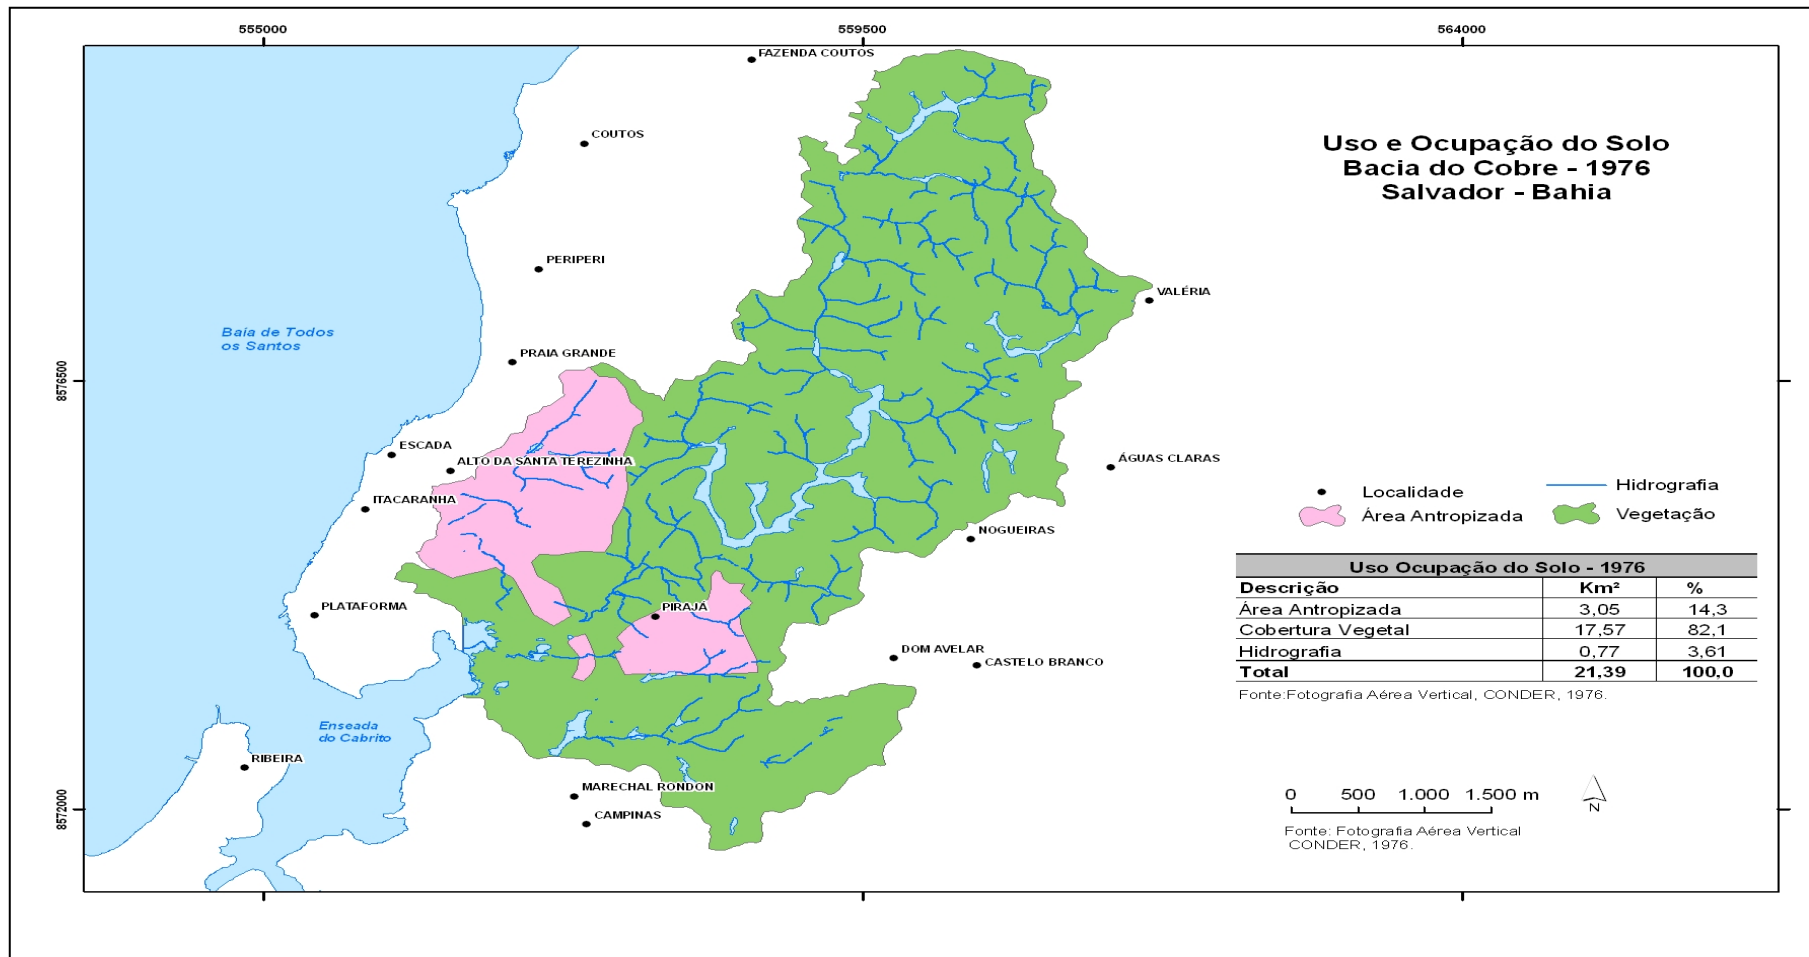 555000
559500
564000
FAZENDA COUTOS
COUTOS
Uso e Ocupação do Solo
Bacia do Cobre - 1976
Salvador - Bahia
PERIPERI
VALÉRIA
Baía de Todos
os Santos
PRAIA GRANDE
8576500
ESCADA
ALTO DA SANTA TEREZINHA
ÁGUAS CLARAS
ITACARANHA
Localidade
Hidrografia
Área Antropizada
Vegetação
NOGUEIRAS
Uso Ocupação do Solo - 1976
Descrição Km² %
Área Antropizada 3,05 14,3
Cobertura Vegetal 17,57 82,1
Hidrografia 0,77 3,61
Total 21,39 100,0
Fonte:Fotografia Aérea Vertical, CONDER, 1976.
PLATAFORMA
PIRAJÁ
DOM AVELAR
CASTELO BRANCO
Enseada
do Cabrito
RIBEIRA
MARECHAL RONDON
CAMPINAS
8572000
0 500 1.000 1.500 m
N
Fonte: Fotografia Aérea Vertical
CONDER, 1976.